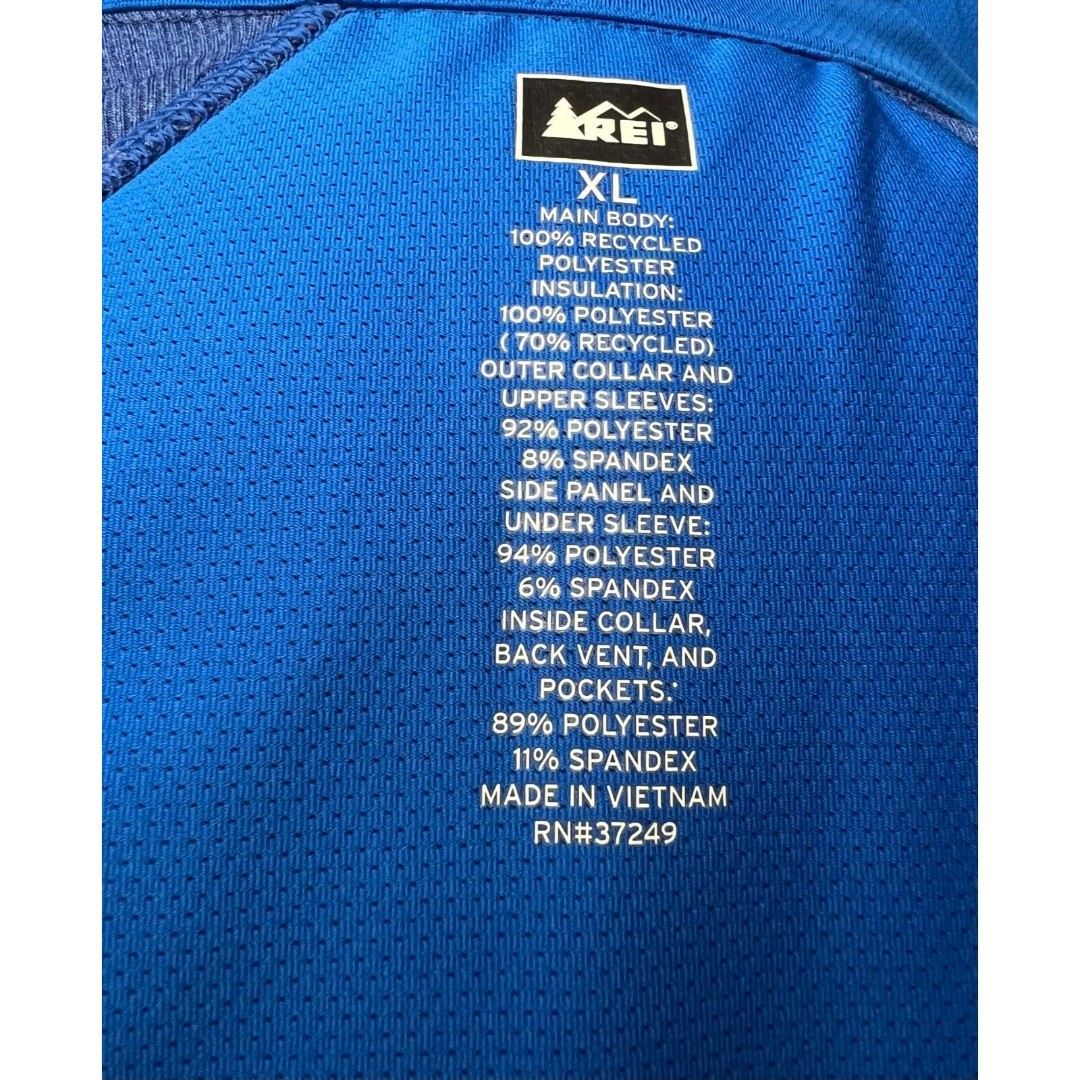 REI®
XL
MAIN BODY:
100% RECYCLED
POLYESTER
INSULATION:
100% POLYESTER
( 70% RECYCLED)
OUTER COLLAR AND
UPPER SLEEVES:
92% POLYESTER
8% SPANDEX
SIDE PANEL AND
UNDER SLEEVE:
94% POLYESTER
6% SPANDEX
INSIDE COLLAR,
BACK VENT, AND
POCKETS:
89% POLYESTER
11% SPANDEX
MADE IN VIETNAM
RN#37249